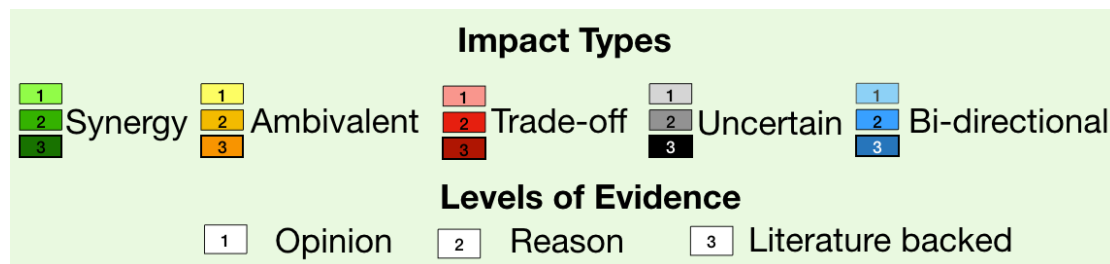 Impact Types
1 1 1 1 1
2 Synergy 2 Ambivalent 2 Trade-off 2 Uncertain 2 Bi-directional
3 3 3 3 3
Levels of Evidence
1 Opinion 2 Reason 3 Literature backed